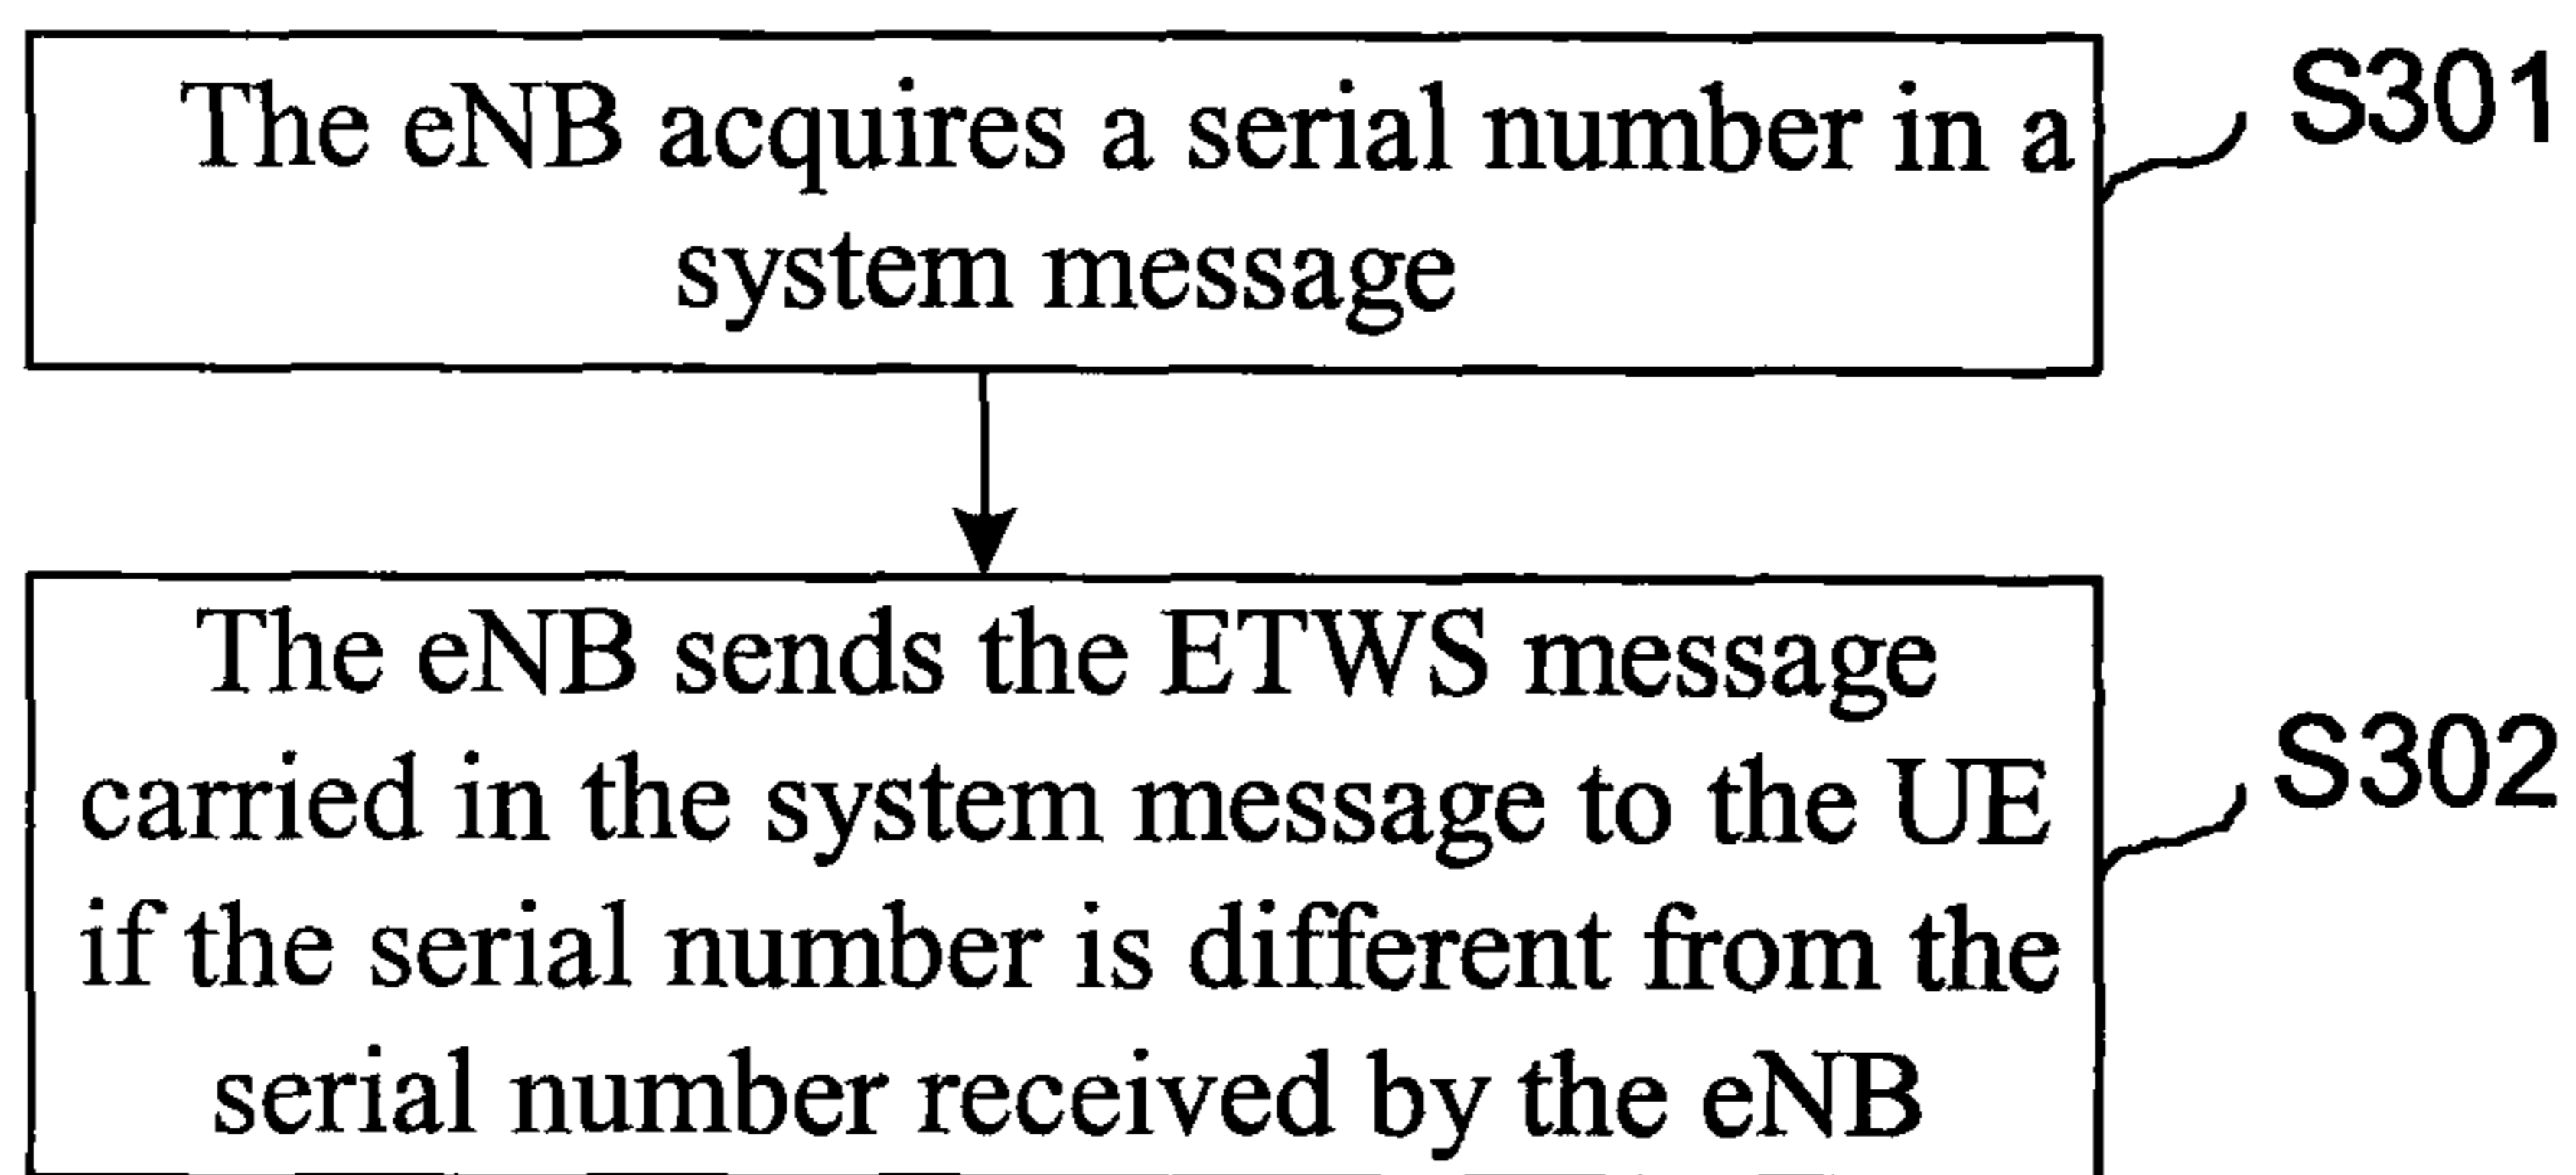 The eNB acquires a serial number in a
system message
S301
The eNB sends the ETWS message
carried in the system message to the UE
if the serial number is different from the
serial number received by the eNB
S302